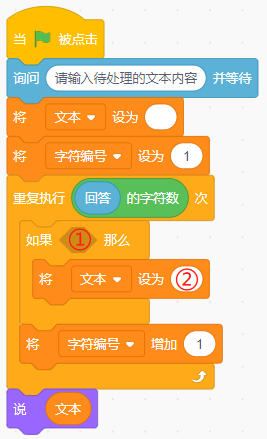 当 被点击
询问 请输入待处理的文本内容 并等待
将 文本 设为
将 字符编号 设为 1
重复执行 回答 的字符数 次
如果 ① 那么
将 文本 设为 ②
将 字符编号 增加 1
说 文本